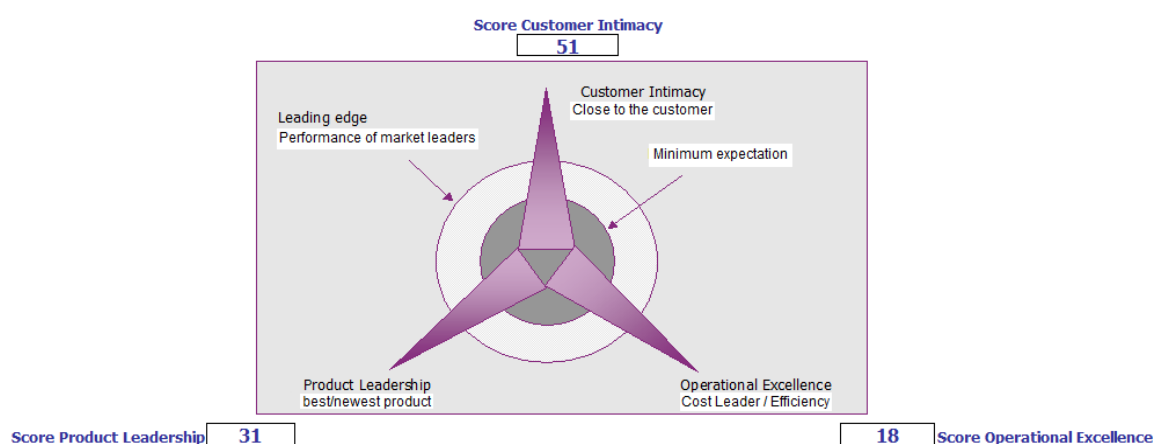 Score Customer Intimacy
51
Customer Intimacy
Close to the customer
Leading edge
Performance of market leaders
Minimum expectation
Product Leadership
best/newest product
Operational Excellence
Cost Leader / Efficiency
Score Product Leadership 31
18 Score Operational Excellence